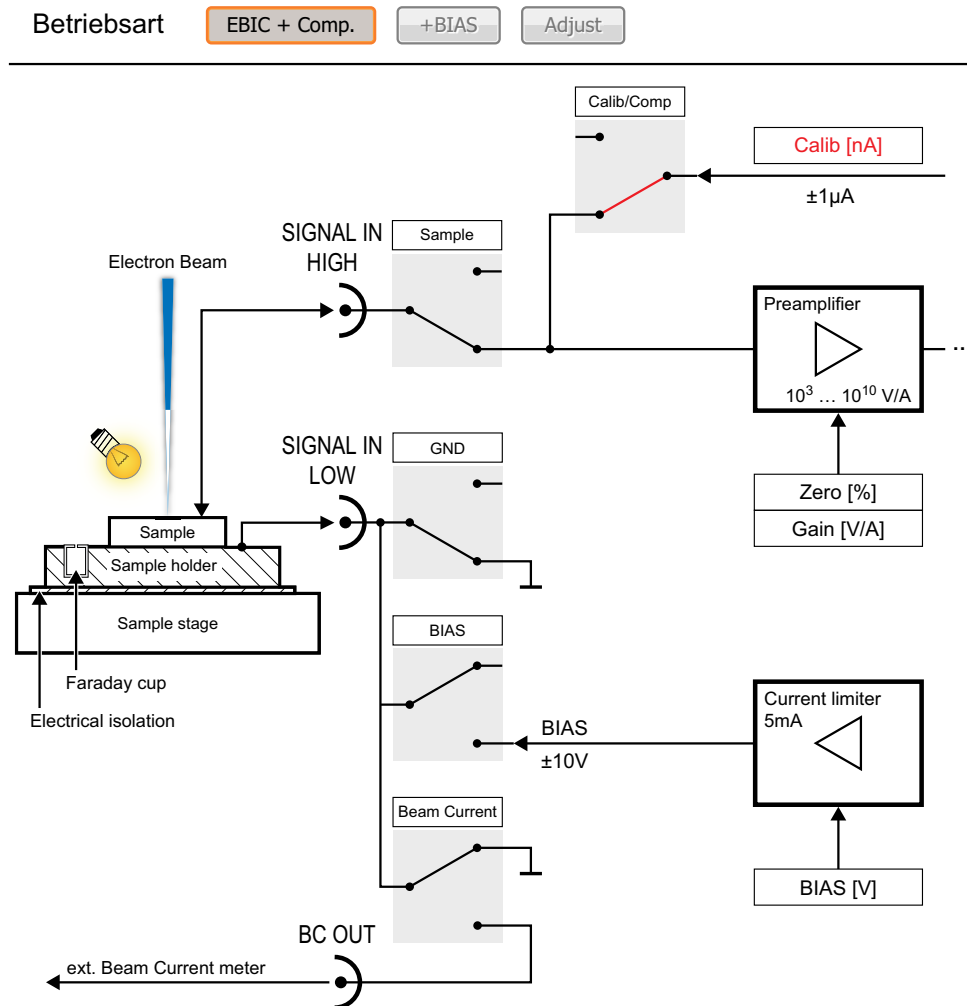 Betriebsart EBIC + Comp. +BIAS Adjust
Calib/Comp
Calib [nA]
±1µA
SIGNAL IN
HIGH
Sample
Electron Beam
Preamplifier
10³ … 10¹⁰ V/A
SIGNAL IN
LOW
GND
Zero [%]
Gain [V/A]
Sample
Sample holder
Sample stage
Faraday cup
Electrical isolation
BIAS
BIAS
±10V
Current limiter
5mA
Beam Current
BIAS [V]
BC OUT
ext. Beam Current meter